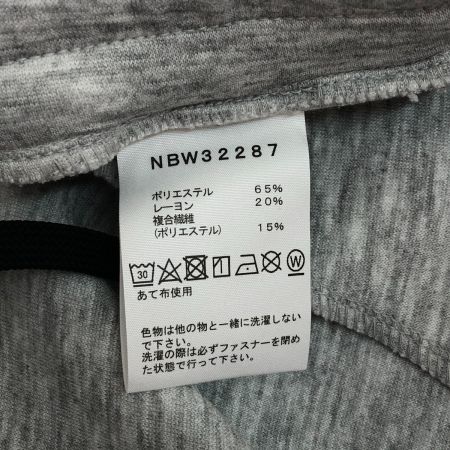 NBW32287
ポリエステル 65%
レーヨン 20%
複合繊維
(ポリエステル) 15%
30 W
あて布使用
色物は他の物と一緒に洗濯しない
で下さい。
洗濯の際は必ずファスナーを閉め
た状態で行って下さい。